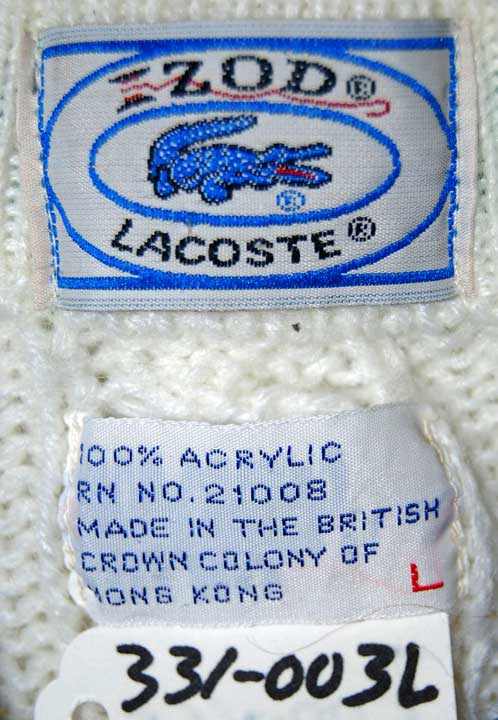 IZOD®
®
LACOSTE®
100% ACRYLIC
RN NO. 21008
MADE IN THE BRITISH
CROWN COLONY OF
HONG KONG
L
331-003L